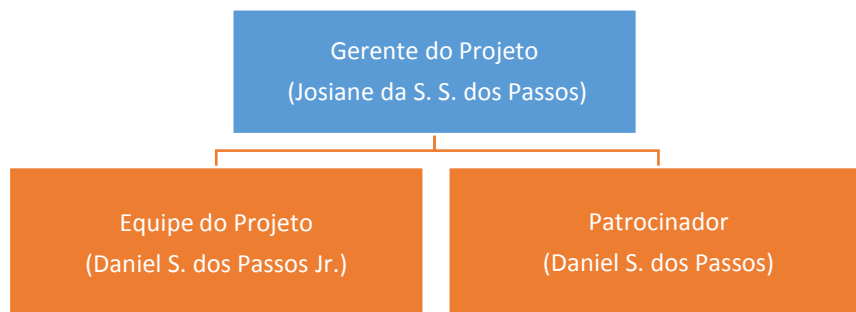 Gerente do Projeto
(Josiane da S. S. dos Passos)
Equipe do Projeto
(Daniel S. dos Passos Jr.)
Patrocinador
(Daniel S. dos Passos)